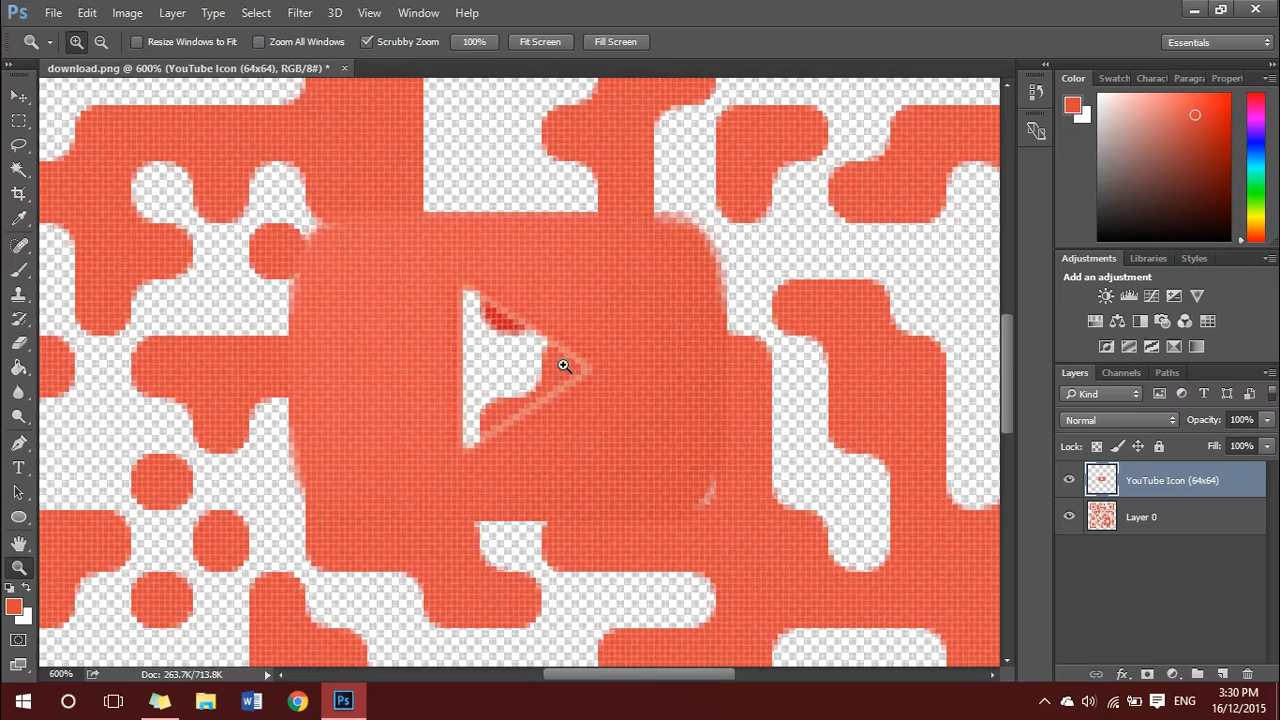 Ps File Edit Image Layer Type Select Filter 3D View Window Help
Resize Windows to Fit Zoom All Windows Scrubby Zoom 100% Fit Screen Fill Screen Essentials
download.png @ 600% (YouTube Icon (64x64), RGB/8#) *
Color Swatch Charac Paragr Proper
Adjustments Libraries Styles
Add an adjustment
Layers Channels Paths
Kind
Normal Opacity: 100%
Lock: Fill: 100%
YouTube Icon (64x64)
Layer 0
600% Doc: 263.7K/713.8K
ENG 3:30 PM
16/12/2015